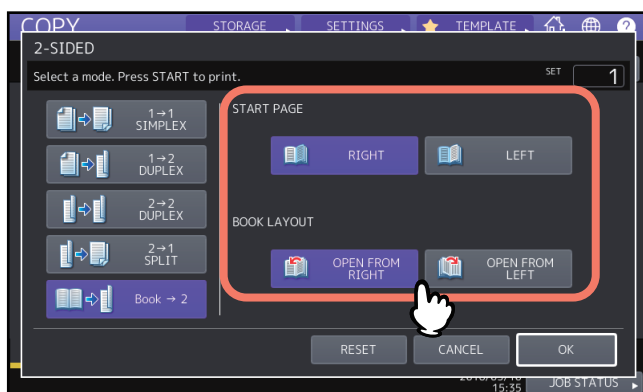 COPY STORAGE SETTINGS TEMPLATE ?
2-SIDED
Select a mode. Press START to print. SET 1
START PAGE
1→1
SIMPLEX
RIGHT LEFT
1→2
DUPLEX
2→2
DUPLEX
BOOK LAYOUT
2→1
SPLIT
OPEN FROM
RIGHT
OPEN FROM
LEFT
Book → 2
RESET CANCEL OK
15:35 JOB STATUS